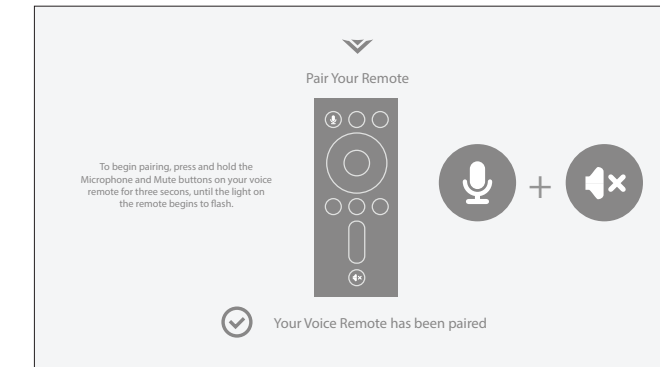 Pair Your Remote
To begin pairing, press and hold the
Microphone and Mute buttons on your voice
remote for three secons, until the light on
the remote begins to flash.
+
Your Voice Remote has been paired